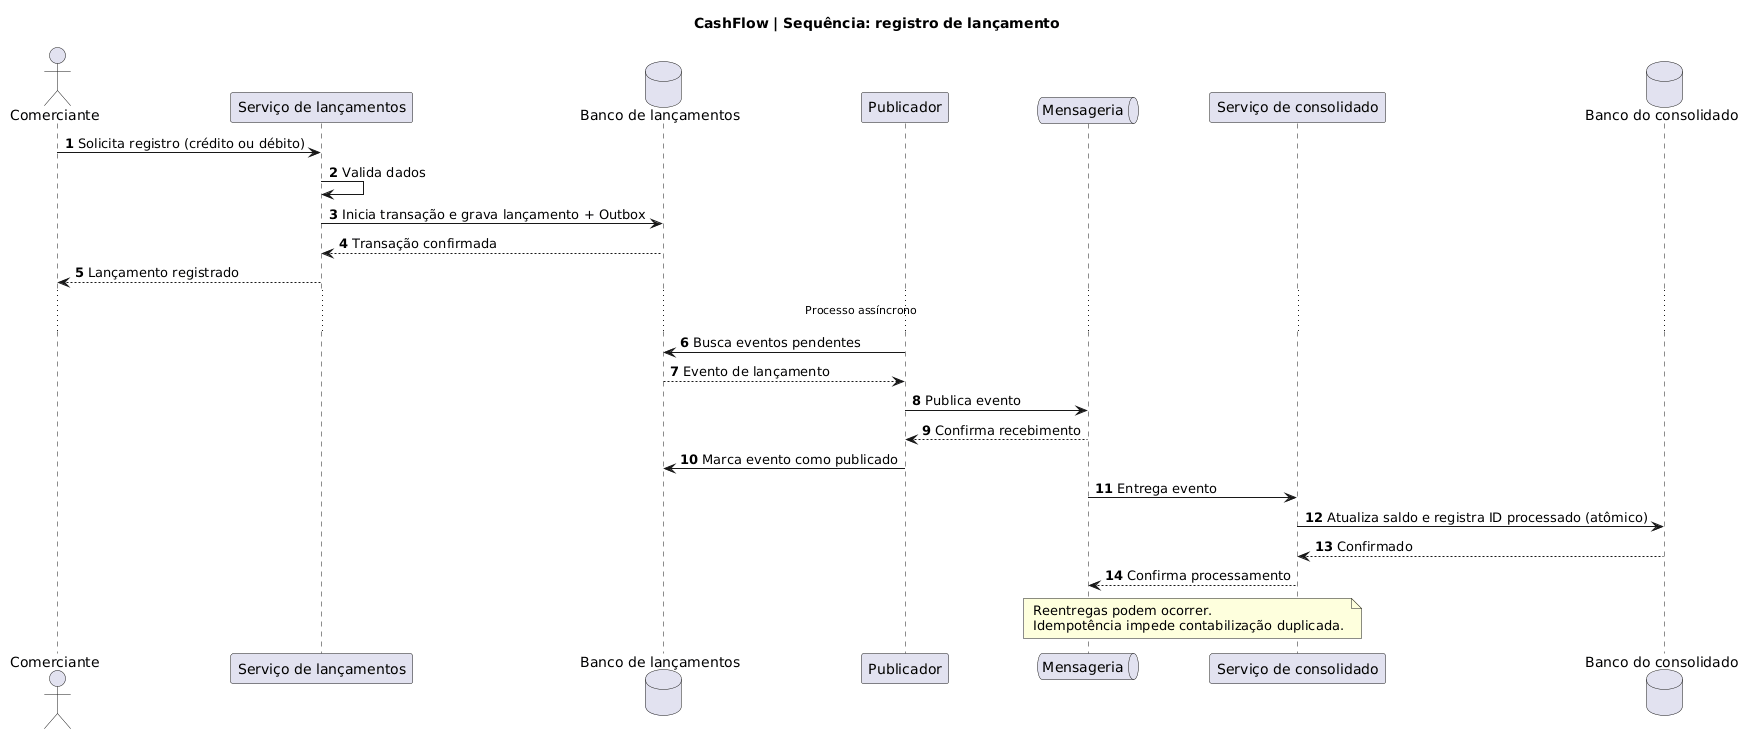 CashFlow | Sequência: registro de lançamento
Comerciante
Serviço de lançamentos
Banco de lançamentos
Publicador
Mensageria
Serviço de consolidado
Banco do consolidado
1 Solicita registro (crédito ou débito)
2 Valida dados
3 Inicia transação e grava lançamento + Outbox
4 Transação confirmada
5 Lançamento registrado
Processo assíncrono
6 Busca eventos pendentes
7 Evento de lançamento
8 Publica evento
9 Confirma recebimento
10 Marca evento como publicado
11 Entrega evento
12 Atualiza saldo e registra ID processado (atômico)
13 Confirmado
14 Confirma processamento
Reentregas podem ocorrer.
Idempotência impede contabilização duplicada.
Comerciante
Serviço de lançamentos
Banco de lançamentos
Publicador
Mensageria
Serviço de consolidado
Banco do consolidado